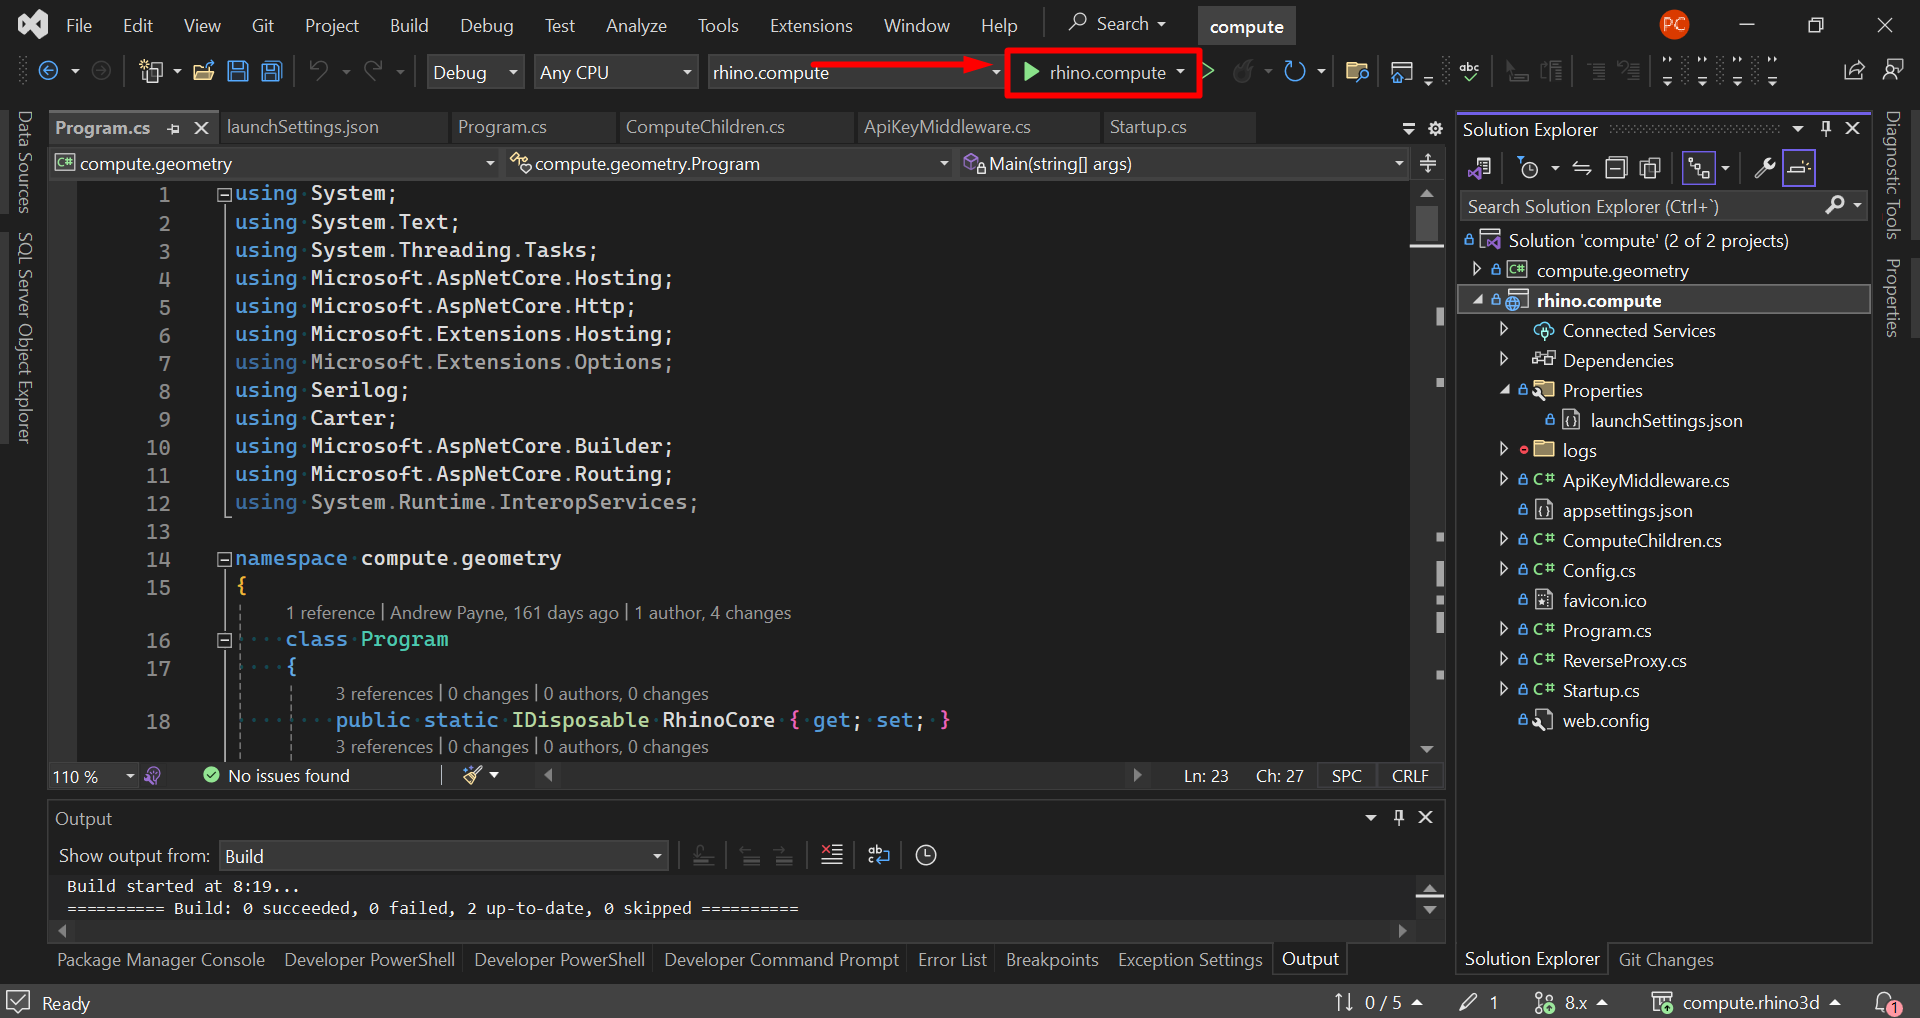 File Edit View Git Project Build Debug Test Analyze Tools Extensions Window Help Search compute PC
Debug Any CPU rhino.compute rhino.compute abc
Data Sources
SQL Server Object Explorer
Program.cs launchSettings.json Program.cs ComputeChildren.cs ApiKeyMiddleware.cs Startup.cs
C# compute.geometry compute.geometry.Program Main(string[] args)
1 using System;
2 using System.Text;
3 using System.Threading.Tasks;
4 using Microsoft.AspNetCore.Hosting;
5 using Microsoft.AspNetCore.Http;
6 using Microsoft.Extensions.Hosting;
7 using Microsoft.Extensions.Options;
8 using Serilog;
9 using Carter;
10 using Microsoft.AspNetCore.Builder;
11 using Microsoft.AspNetCore.Routing;
12 using System.Runtime.InteropServices;
13
14 namespace compute.geometry
15 {
1 reference | Andrew Payne, 161 days ago | 1 author, 4 changes
16 class Program
17 {
3 references | 0 changes | 0 authors, 0 changes
18 public static IDisposable RhinoCore { get; set; }
3 references | 0 changes | 0 authors, 0 changes
110 % No issues found Ln: 23 Ch: 27 SPC CRLF
Output
Show output from: Build
Build started at 8:19...
========== Build: 0 succeeded, 0 failed, 2 up-to-date, 0 skipped ==========
Package Manager Console Developer PowerShell Developer PowerShell Developer Command Prompt Error List Breakpoints Exception Settings Output
Solution Explorer
Search Solution Explorer (Ctrl+`)
Solution 'compute' (2 of 2 projects)
C# compute.geometry
rhino.compute
Connected Services
Dependencies
Properties
launchSettings.json
logs
C# ApiKeyMiddleware.cs
appsettings.json
C# ComputeChildren.cs
C# Config.cs
favicon.ico
C# Program.cs
C# ReverseProxy.cs
C# Startup.cs
web.config
Solution Explorer Git Changes
Diagnostic Tools
Properties
Ready 0 / 5 1 8.x compute.rhino3d 1